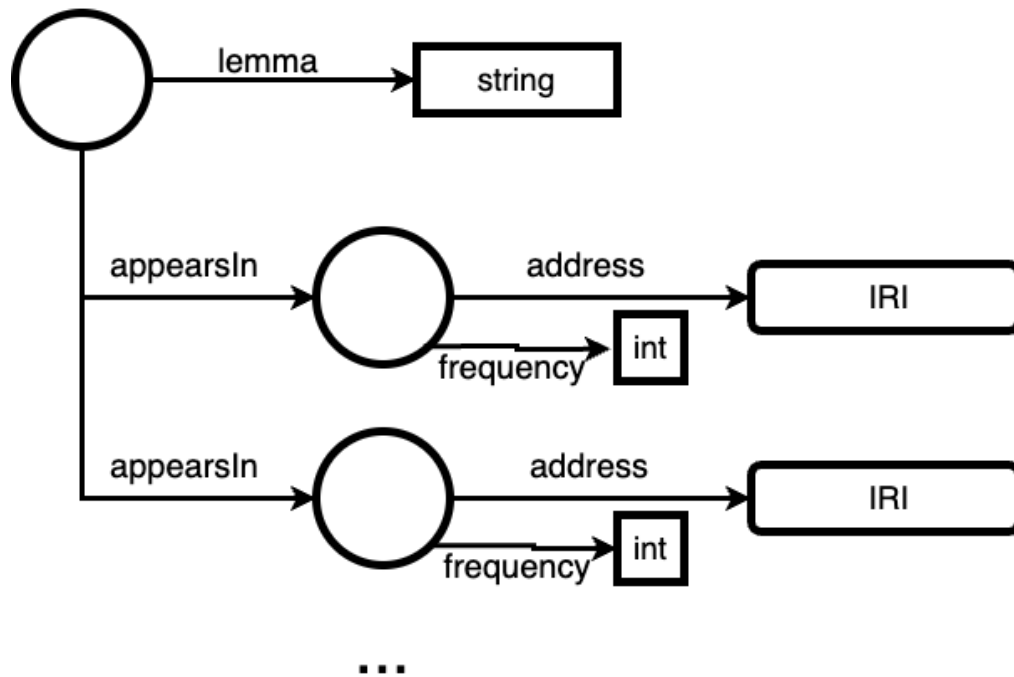 lemma
string
appearsIn
address
IRI
frequency
int
appearsIn
address
IRI
frequency
int
...